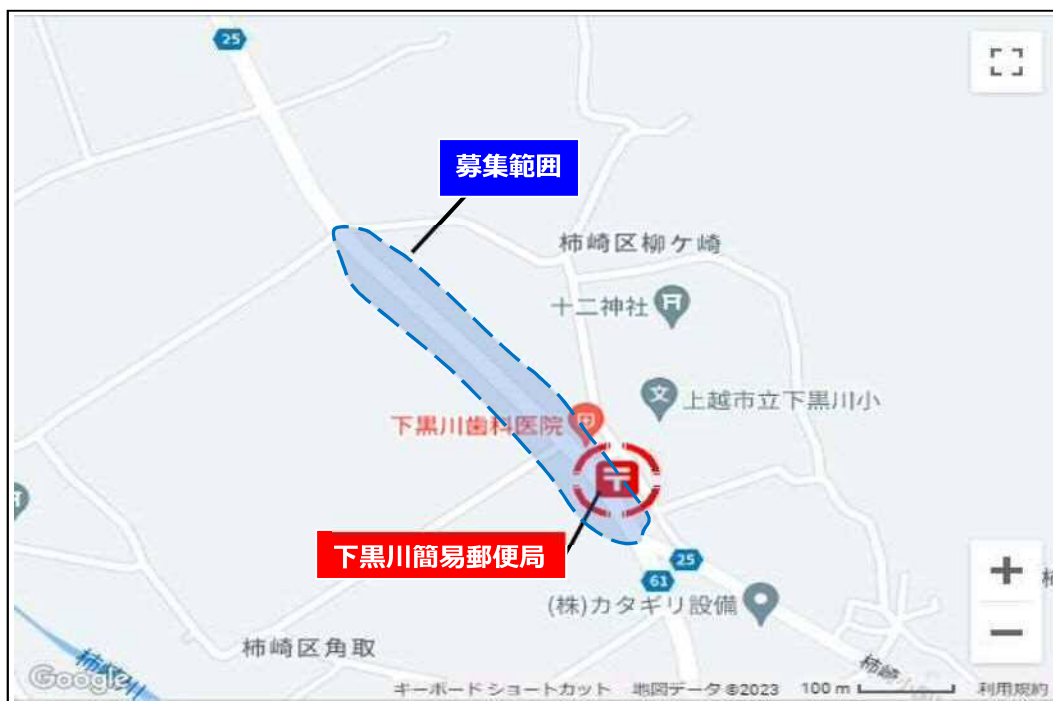 25
募集範囲
柿崎区柳ケ崎
十二神社
上越市立下黒川小
下黒川歯科医院
下黒川簡易郵便局
25
61
(株)カタギリ設備
柿崎区角取
柿崎川
Google
キーボード ショートカット
地図データ ©2023
100 m
利用規約